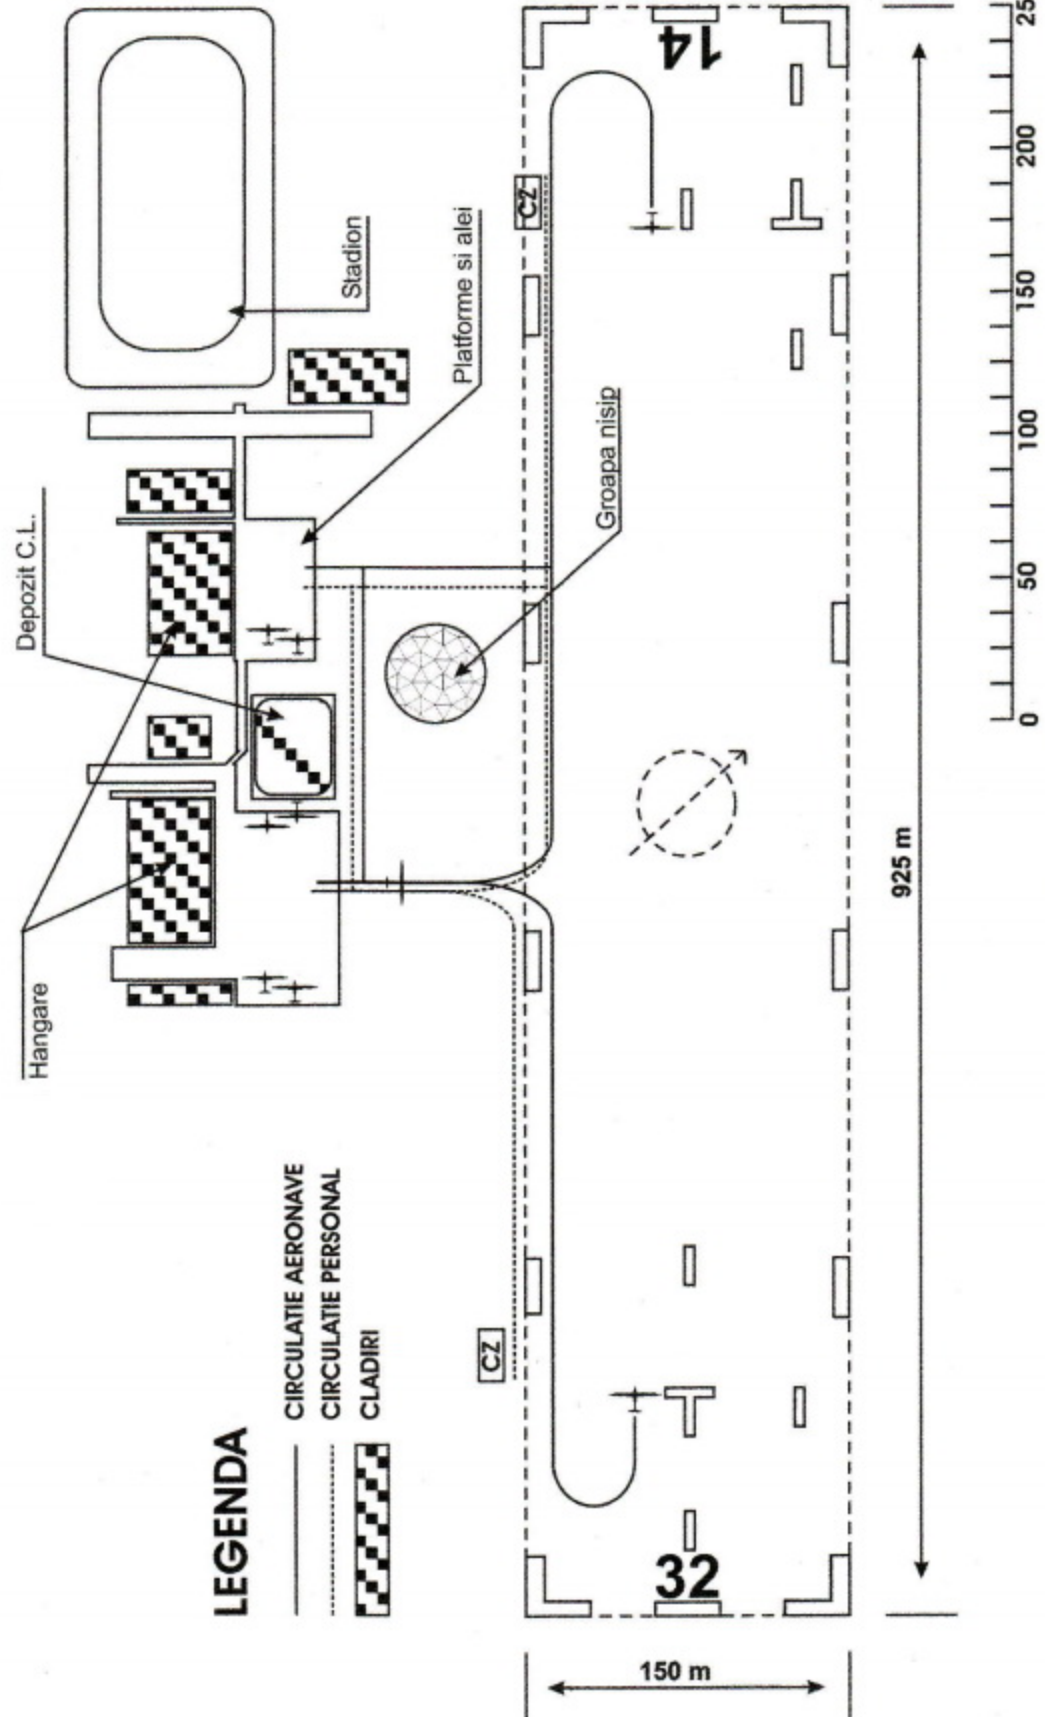 14
CZ
Stadion
Platforme si alei
Depozit C.L.
Groapa nisip
Hangare
LEGENDA
CIRCULATIE AERONAVE
CIRCULATIE PERSONAL
CLADIRI
CZ
32
150 m
925 m
0 50 100 150 200 25